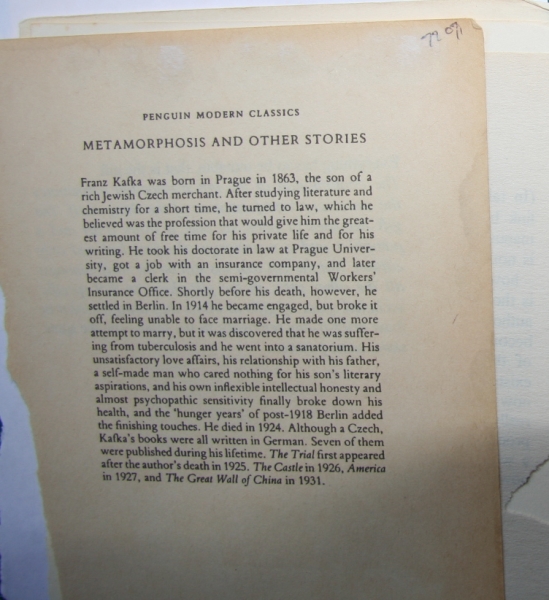 PENGUIN MODERN CLASSICS
METAMORPHOSIS AND OTHER STORIES
Franz Kafka was born in Prague in 1863, the son of a
rich Jewish Czech merchant. After studying literature and
chemistry for a short time, he turned to law, which he
believed was the profession that would give him the great-
est amount of free time for his private life and for his
writing. He took his doctorate in law at Prague Univer-
sity, got a job with an insurance company, and later
became a clerk in the semi-governmental Workers'
Insurance Office. Shortly before his death, however, he
settled in Berlin. In 1914 he became engaged, but broke it
off, feeling unable to face marriage. He made one more
attempt to marry, but it was discovered that he was suffer-
ing from tuberculosis and he went into a sanatorium. His
unsatisfactory love affairs, his relationship with his father,
a self-made man who cared nothing for his son's literary
aspirations, and his own inflexible intellectual honesty and
almost psychopathic sensitivity finally broke down his
health, and the 'hunger years' of post-1918 Berlin added
the finishing touches. He died in 1924. Although a Czech,
Kafka's books were all written in German. Seven of them
were published during his lifetime. The Trial first appeared
after the author's death in 1925. The Castle in 1926, America
in 1927, and The Great Wall of China in 1931.